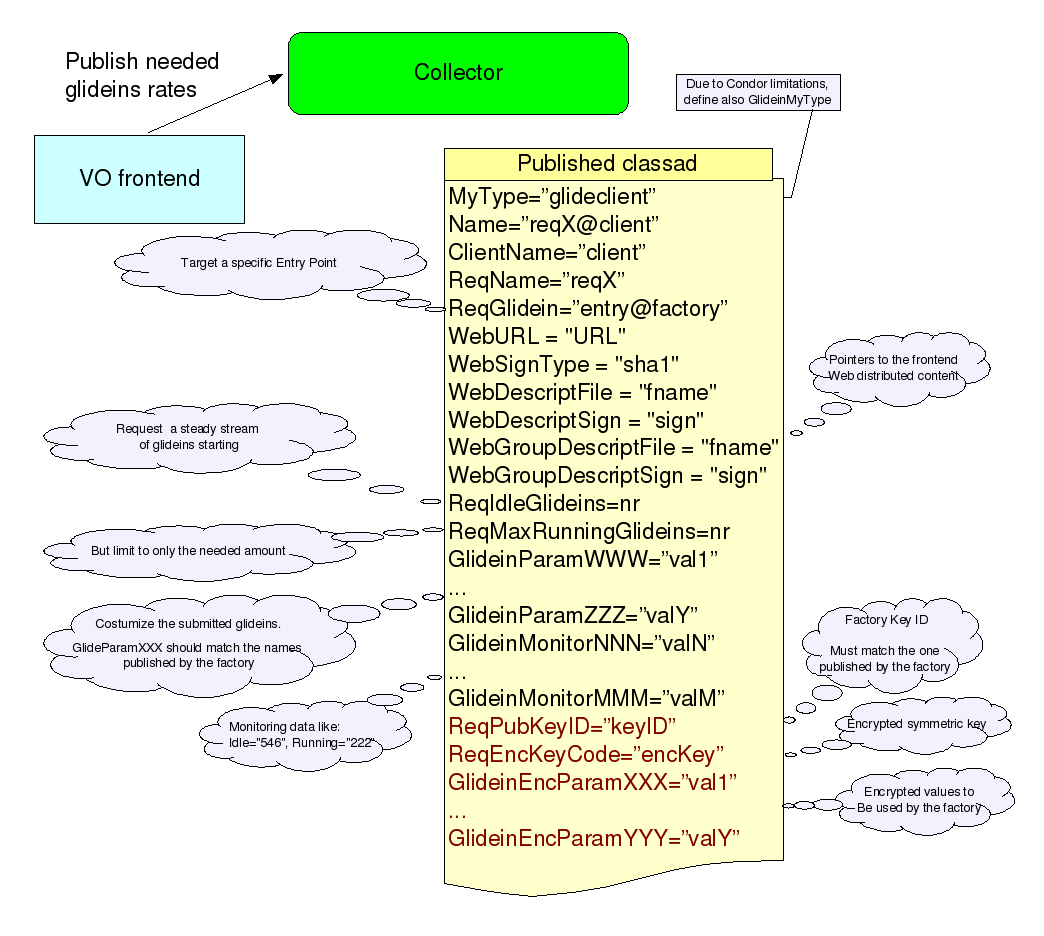 Publish needed
glideins rates
Collector
Due to Condor limitations,
define also GlideinMyType
VO frontend
Published classad
MyType=”glideclient”
Name=”reqX@client”
ClientName=”client”
ReqName=”reqX”
ReqGlidein=”entry@factory”
WebURL = "URL"
WebSignType = "sha1"
WebDescriptFile = "fname"
WebDescriptSign = "sign"
WebGroupDescriptFile = "fname"
WebGroupDescriptSign = "sign"
ReqIdleGlideins=nr
ReqMaxRunningGlideins=nr
GlideinParamWWW=”val1”
...
GlideinParamZZZ=”valY”
GlideinMonitorNNN=”valN”
...
GlideinMonitorMMM=”valM”
ReqPubKeyID=”keyID”
ReqEncKeyCode=”encKey”
GlideinEncParamXXX=”val1”
...
GlideinEncParamYYY=”valY”
Target a specific Entry Point
Request a steady stream
of glideins starting
But limit to only the needed amount
Costumize the submitted glideins.
GlideParamXXX should match the names
published by the factory
Monitoring data like:
Idle="546", Running="222"
Pointers to the frontend
Web distributed content
Factory Key ID
Must match the one
published by the factory
Encrypted symmetric key
Encrypted values to
Be used by the factory